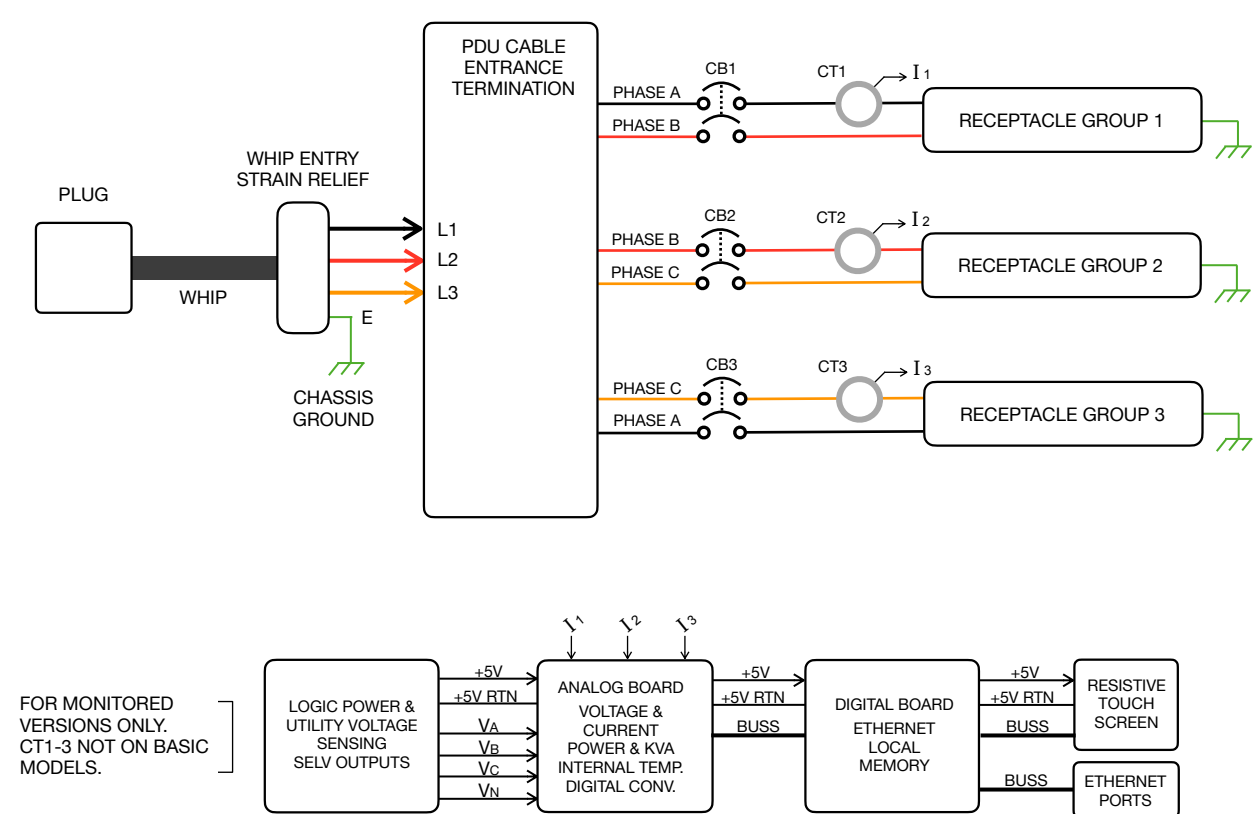 PDU CABLE
ENTRANCE
TERMINATION
PLUG
WHIP
WHIP ENTRY
STRAIN RELIEF
L1
L2
L3
E
CHASSIS
GROUND
PHASE A
PHASE B
CB1
CT1
I 1
RECEPTACLE GROUP 1
PHASE B
PHASE C
CB2
CT2
I 2
RECEPTACLE GROUP 2
PHASE C
PHASE A
CB3
CT3
I 3
RECEPTACLE GROUP 3
FOR MONITORED
VERSIONS ONLY.
CT1-3 NOT ON BASIC
MODELS.
LOGIC POWER &
UTILITY VOLTAGE
SENSING
SELV OUTPUTS
+5V
+5V RTN
VA
VB
VC
VN
I 1
I 2
I 3
ANALOG BOARD
VOLTAGE &
CURRENT
POWER & KVA
INTERNAL TEMP.
DIGITAL CONV.
+5V
+5V RTN
BUSS
DIGITAL BOARD
ETHERNET
LOCAL
MEMORY
+5V
+5V RTN
BUSS
BUSS
RESISTIVE
TOUCH
SCREEN
ETHERNET
PORTS